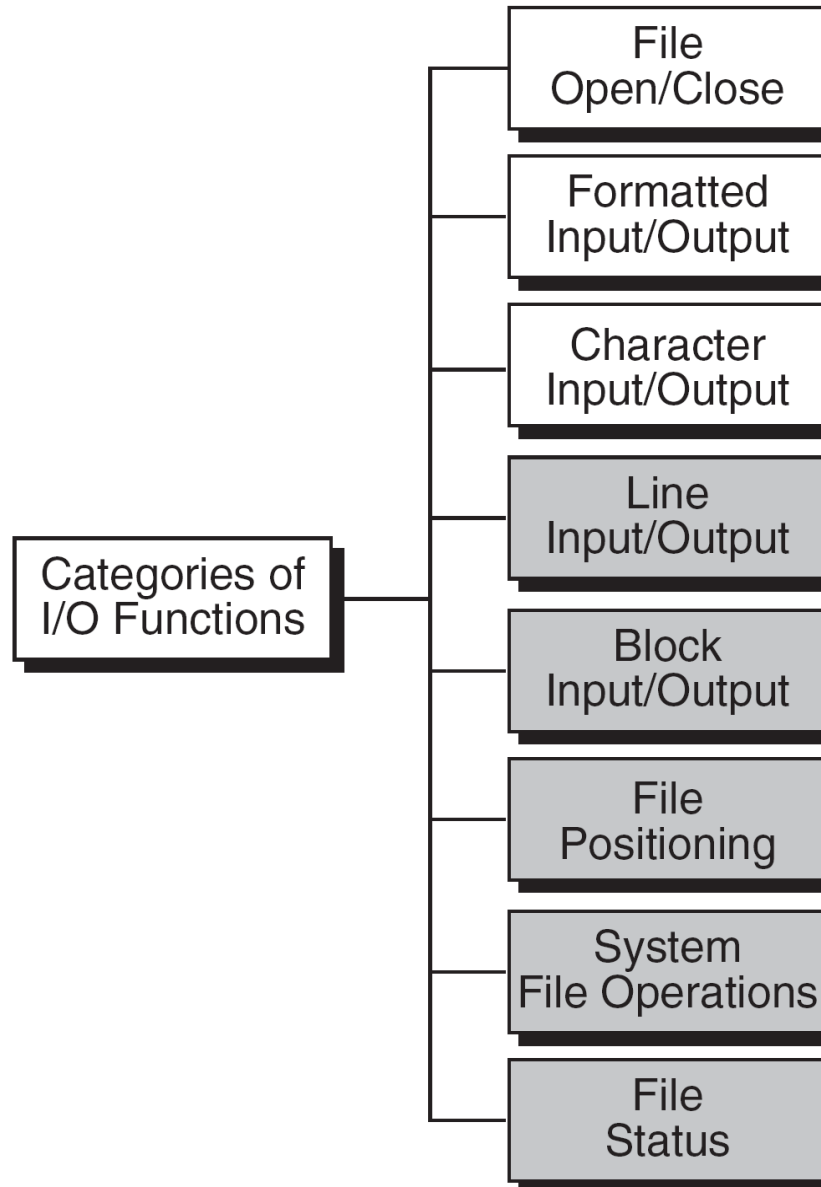 File
Open/Close
Formatted
Input/Output
Character
Input/Output
Line
Input/Output
Categories of
I/O Functions
Block
Input/Output
File
Positioning
System
File Operations
File
Status